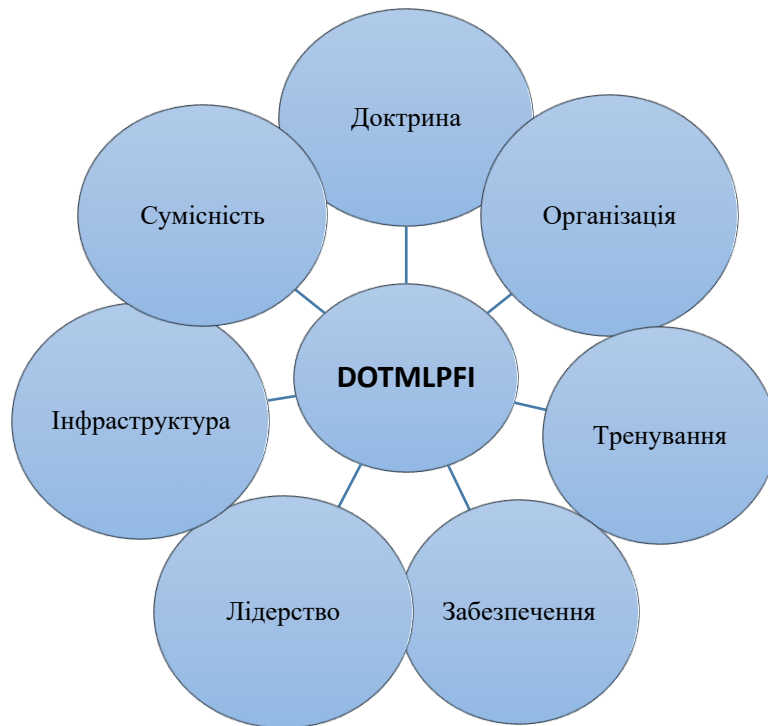 Доктрина
Організація
Тренування
Забезпечення
Лідерство
Інфраструктура
Сумісність
DOTMLPFI